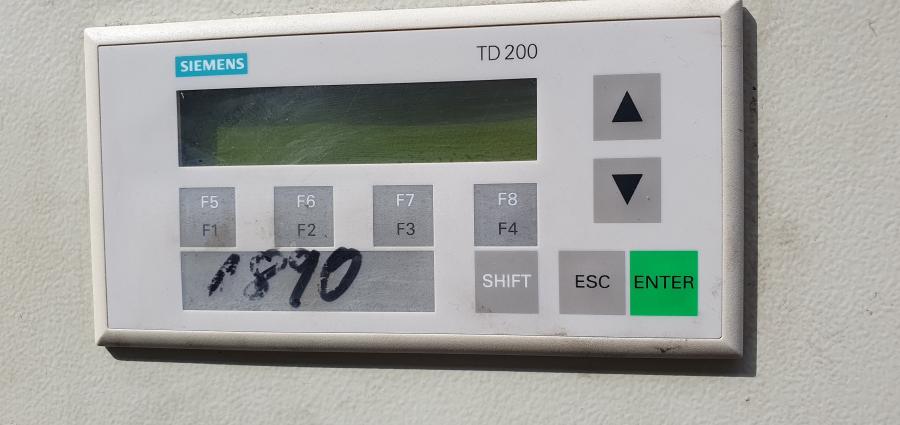 SIEMENS
TD 200
F5 F6 F7 F8
F1 F2 F3 F4
1890
SHIFT ESC ENTER